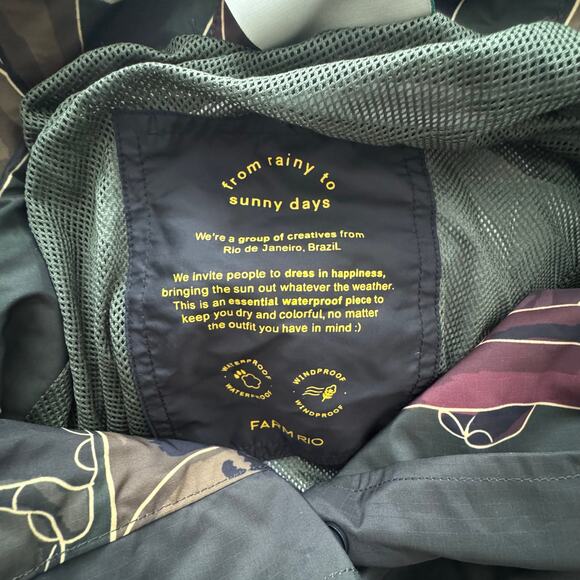 from rainy to
sunny days
We're a group of creatives from
Rio de Janeiro, BraziL
We invite people to dress in happiness,
bringing the sun out whatever the weather.
This is an essential waterproof piece to
keep you dry and colorful, no matter
the outfit you have in mind :)
WATERPROOF
WATERPROOF
WINDPROOF
WINDPROOF
FARM RIO